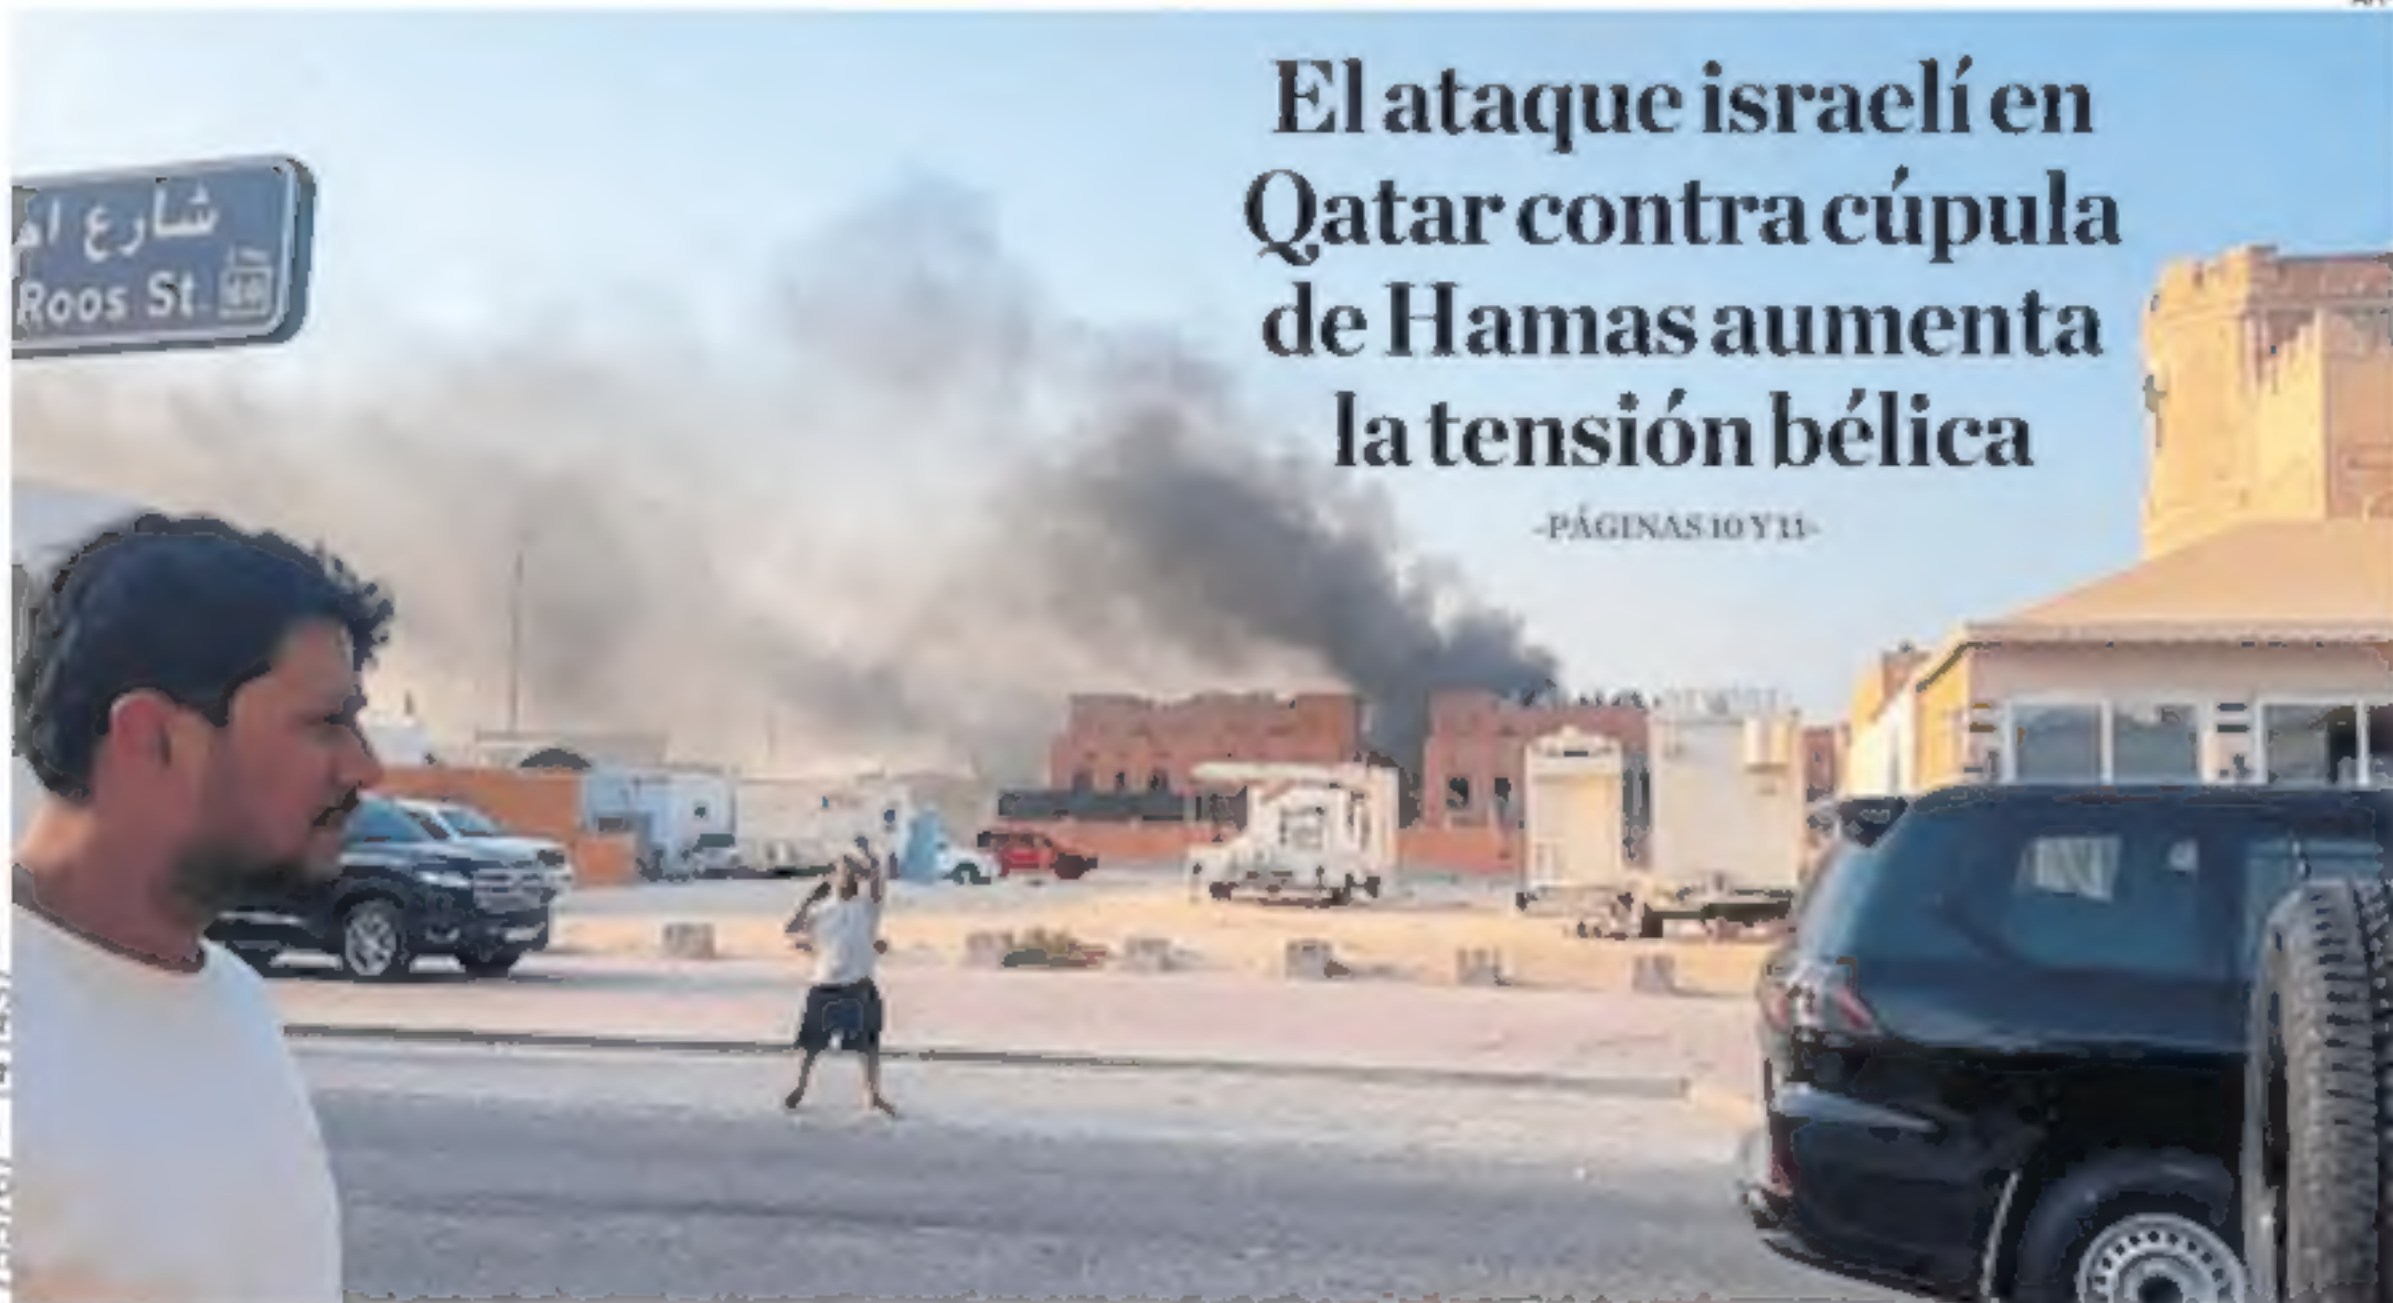 El ataque israelí en
Qatar contra cúpula
de Hamas aumenta
la tensión bélica
-PÁGINAS 10 Y 11-
شارع
Roos St.